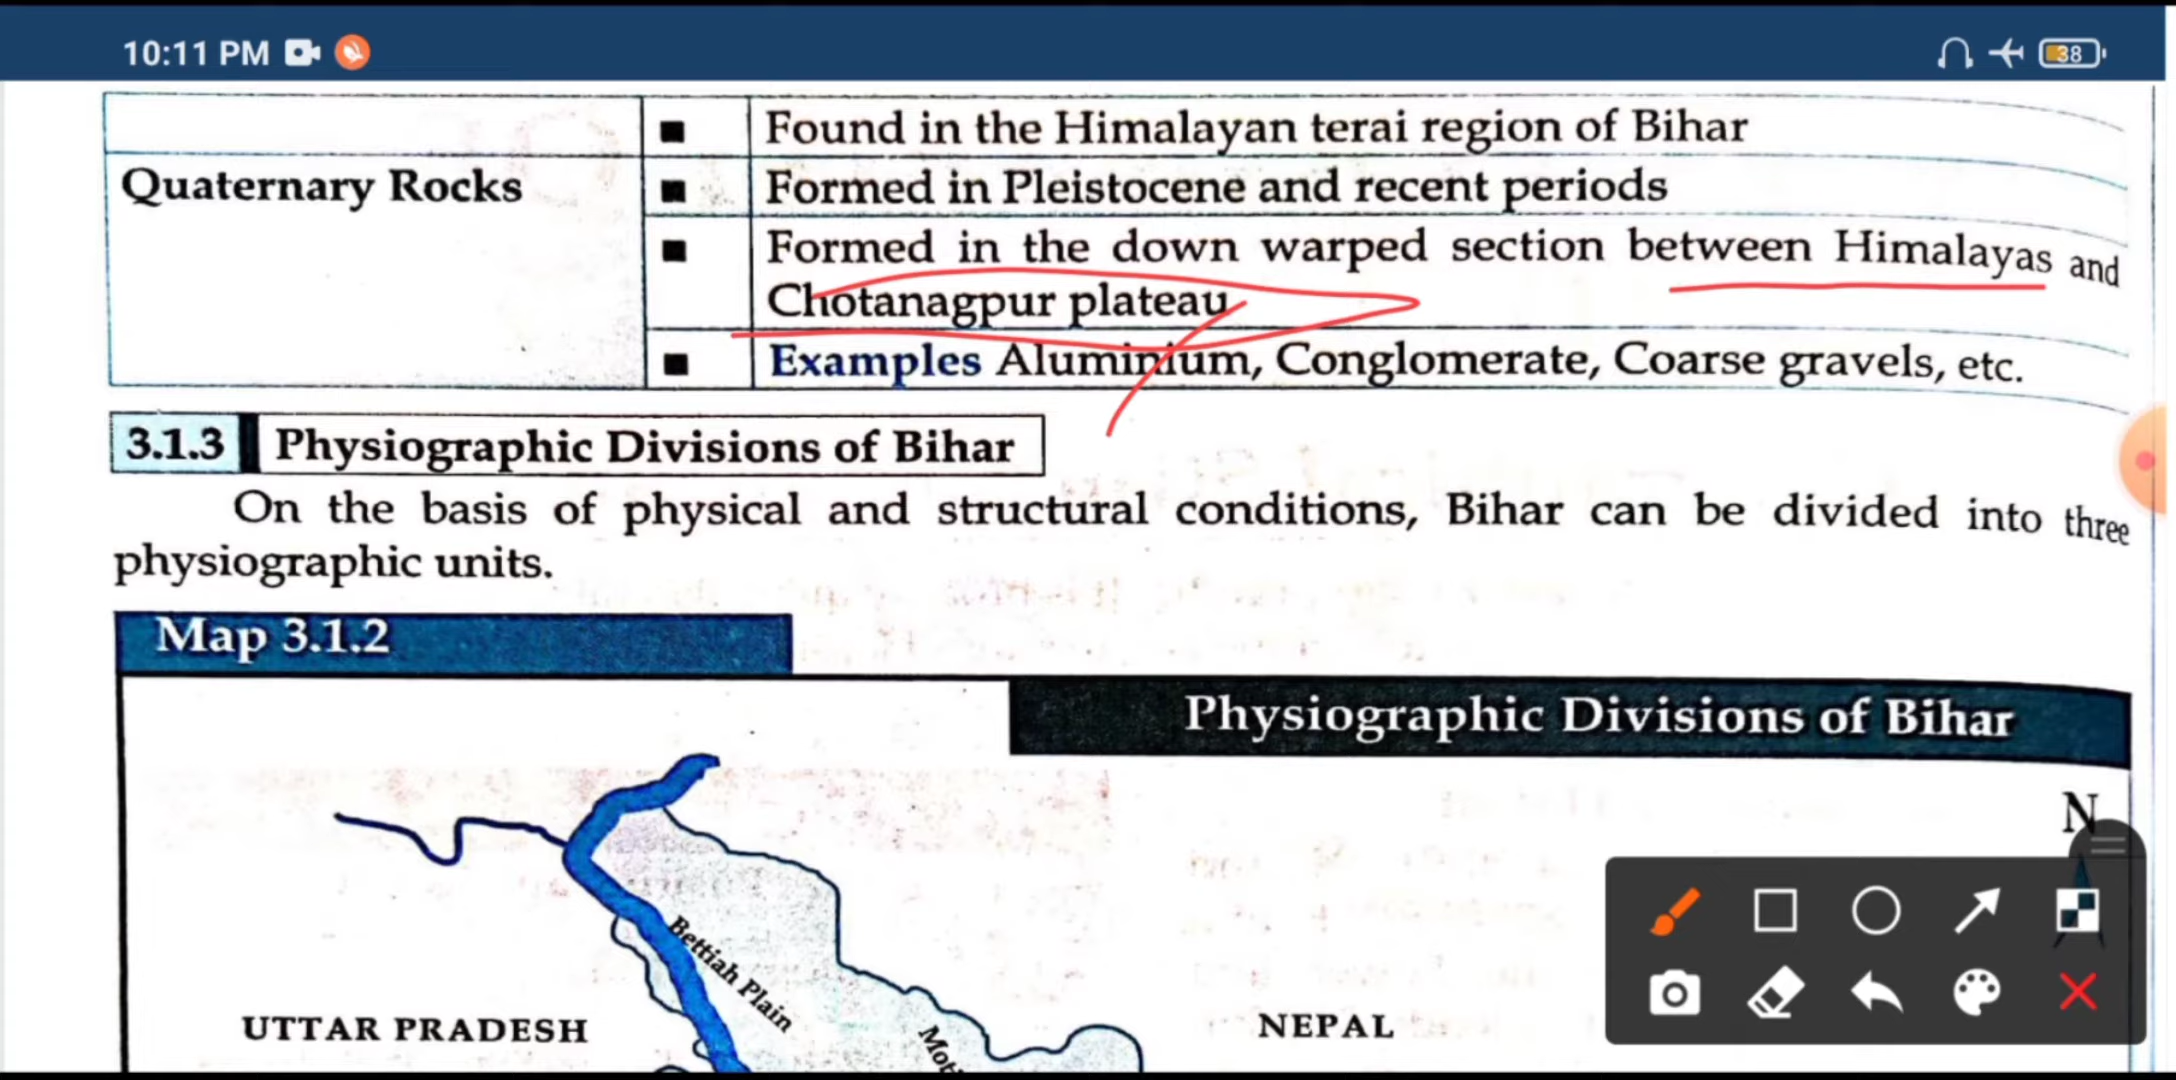 10:11 PM
38
■ Found in the Himalayan terai region of Bihar
Quaternary Rocks ■ Formed in Pleistocene and recent periods
■ Formed in the down warped section between Himalayas and
Chotanagpur plateau
■ Examples Aluminium, Conglomerate, Coarse gravels, etc.
3.1.3 Physiographic Divisions of Bihar
On the basis of physical and structural conditions, Bihar can be divided into three
physiographic units.
Map 3.1.2
Physiographic Divisions of Bihar
N
Bettiah Plain
UTTAR PRADESH
NEPAL